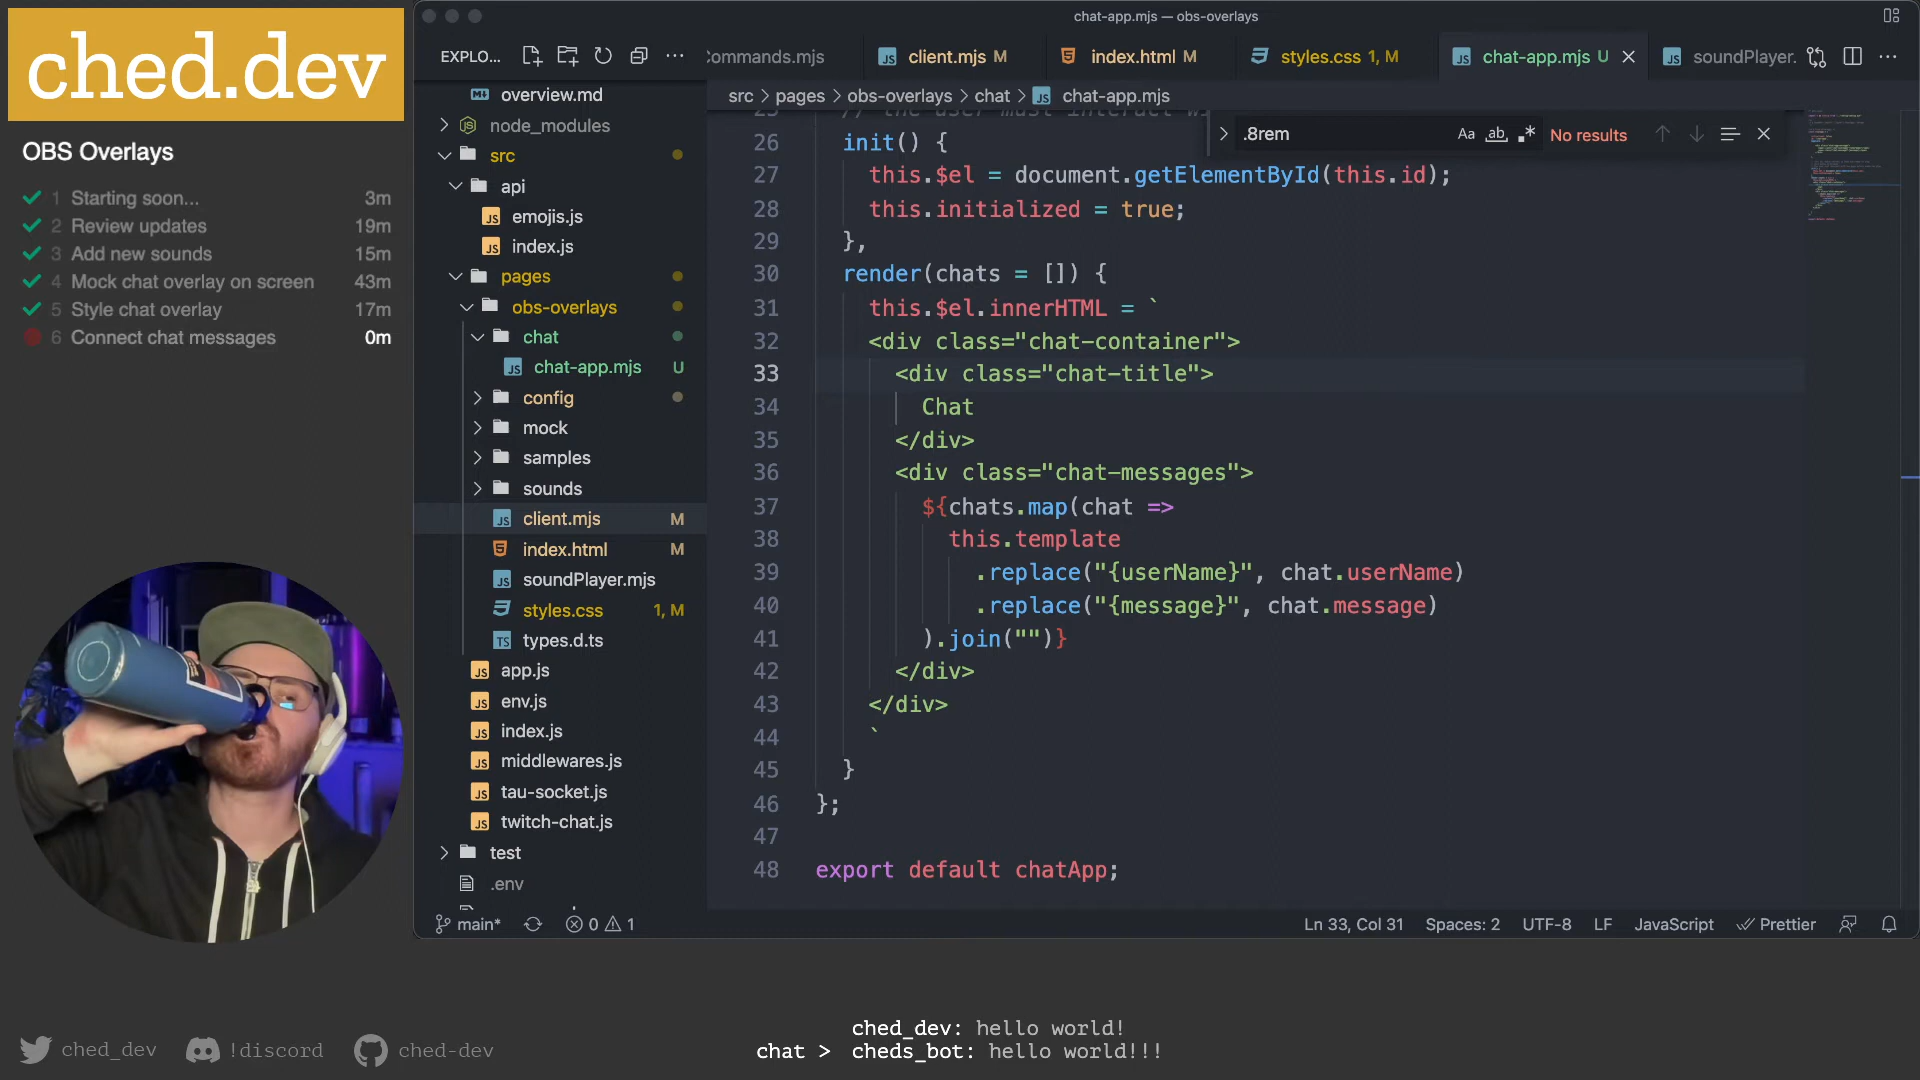 ched.dev
OBS Overlays
1 Starting soon... 3m
2 Review updates 19m
3 Add new sounds 15m
4 Mock chat overlay on screen 43m
5 Style chat overlay 17m
6 Connect chat messages 0m
chat-app.mjs — obs-overlays
EXPLO...
Commands.mjs
client.mjs M
index.html M
styles.css 1, M
chat-app.mjs U
soundPlayer.
overview.md
node_modules
src
api
emojis.js
index.js
pages
obs-overlays
chat
chat-app.mjs U
config
mock
samples
sounds
client.mjs M
index.html M
soundPlayer.mjs
styles.css 1, M
types.d.ts
app.js
env.js
index.js
middlewares.js
tau-socket.js
twitch-chat.js
test
.env
src > pages > obs-overlays > chat > chat-app.mjs
.8rem
Aa ab .* No results
25 // the user must interact w
26 init() {
27 this.$el = document.getElementById(this.id);
28 this.initialized = true;
29 },
30 render(chats = []) {
31 this.$el.innerHTML = `
32 <div class="chat-container">
33 <div class="chat-title">
34 Chat
35 </div>
36 <div class="chat-messages">
37 ${chats.map(chat =>
38 this.template
39 .replace("{userName}", chat.userName)
40 .replace("{message}", chat.message)
41 ).join("")}
42 </div>
43 </div>
44 `
45 }
46 };
47
48 export default chatApp;
main* 0 1
Ln 33, Col 31 Spaces: 2 UTF-8 LF JavaScript Prettier
ched_dev !discord ched-dev
ched_dev: hello world!
chat > cheds_bot: hello world!!!